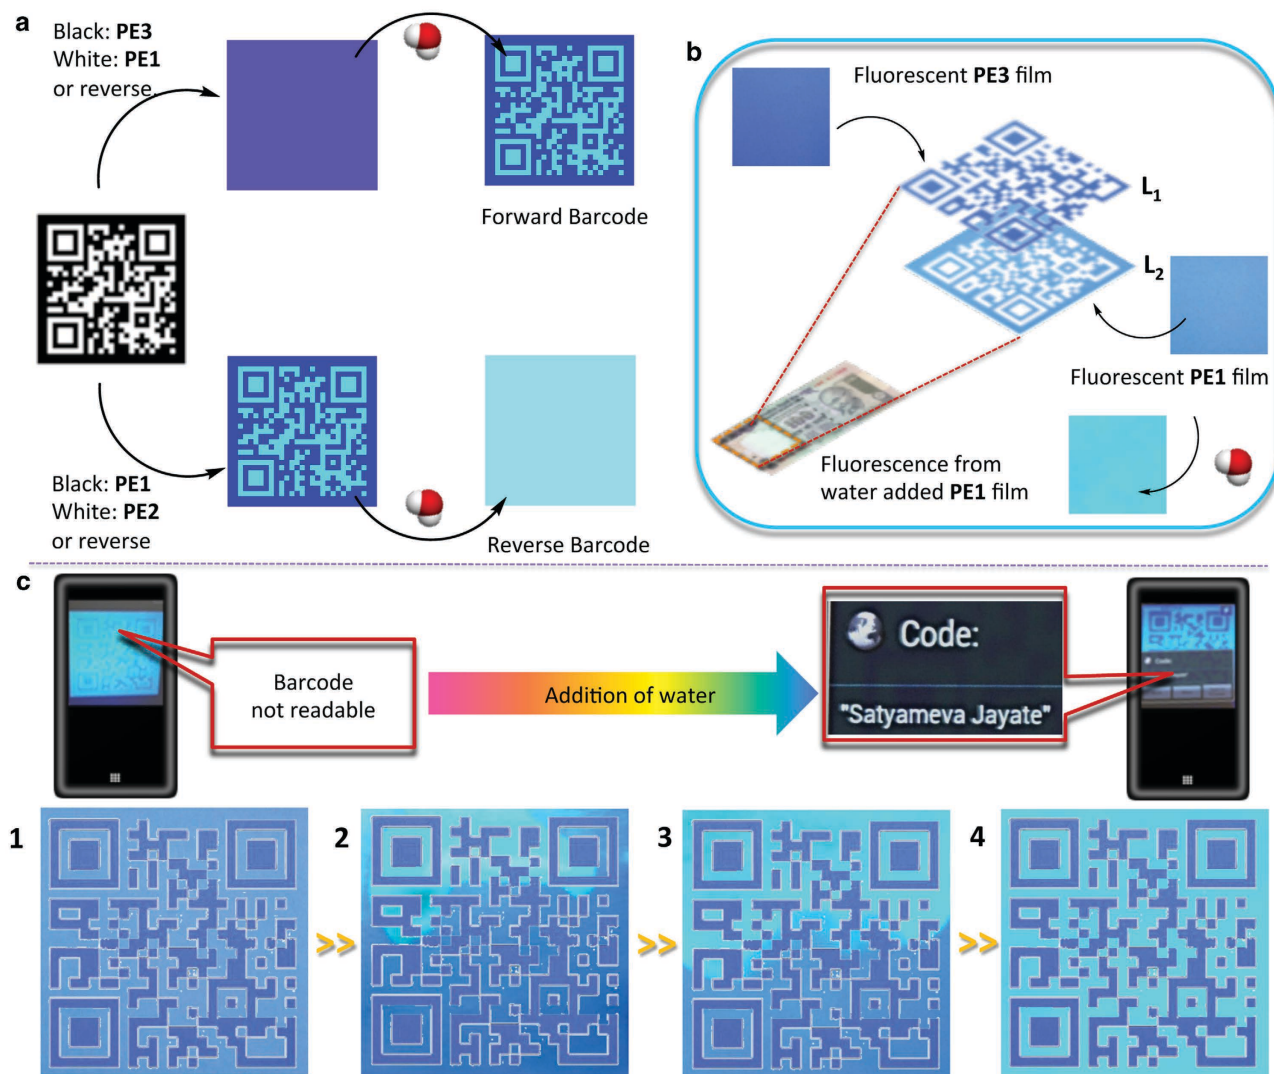 a
Black: PE3
White: PE1
or reverse.
Forward Barcode
Black: PE1
White: PE2
or reverse
Reverse Barcode
b
Fluorescent PE3 film
L1
L2
Fluorescent PE1 film
Fluorescence from
water added PE1 film
c
Barcode
not readable
Addition of water
Code:
"Satyameva Jayate"
Code:
1
2
3
4
>>
>>
>>